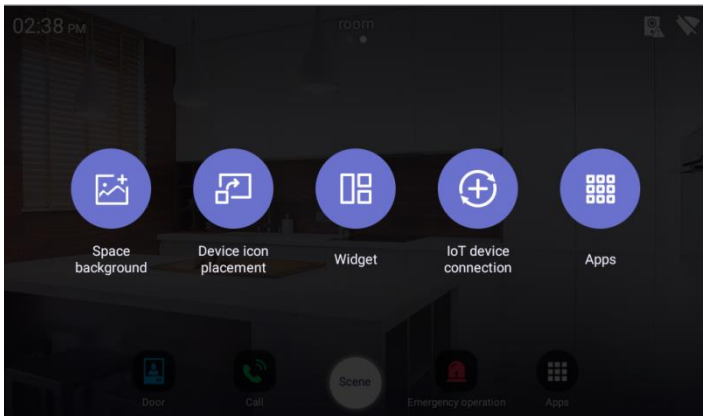 02:38 PM
room
Space
background
Device icon
placement
Widget
IoT device
connection
Apps
Door
Call
Scene
Emergency operation
Apps